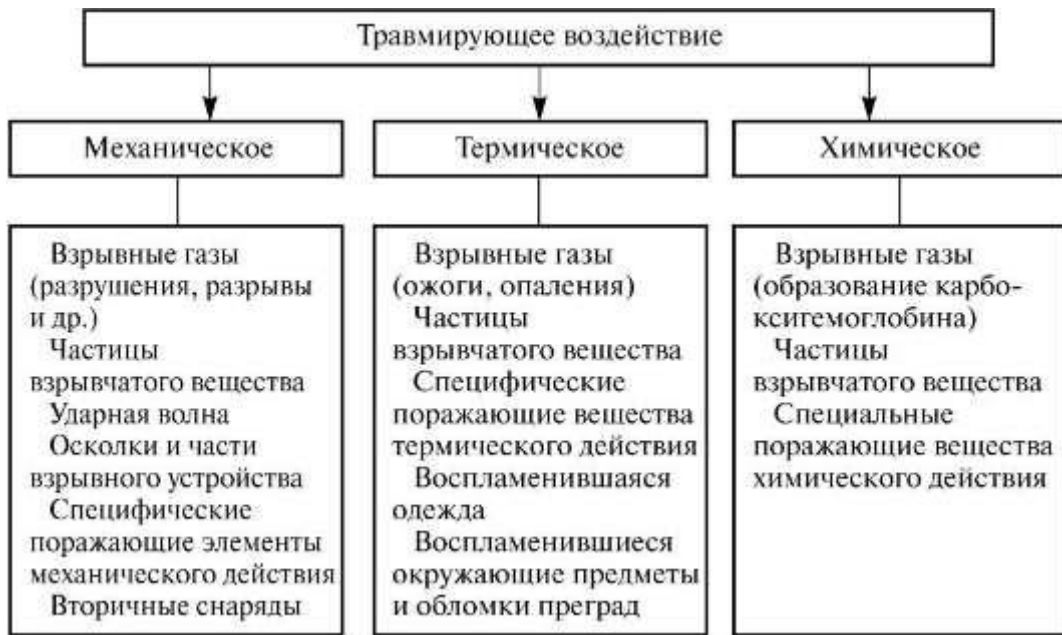 Травмирующее воздействие
Механическое
Термическое
Химическое
Взрывные газы
(разрушения, разрывы
и др.)
Частицы
взрывчатого вещества
Ударная волна
Осколки и части
взрывного устройства
Специфические
поражающие элементы
механического действия
Вторичные снаряды
Взрывные газы
(ожоги, опаления)
Частицы
взрывчатого вещества
Специфические
поражающие вещества
термического действия
Воспламенившаяся
одежда
Воспламенившиеся
окружающие предметы
и обломки преград
Взрывные газы
(образование карбо-
ксигемоглобина)
Частицы
взрывчатого вещества
Специальные
поражающие вещества
химического действия